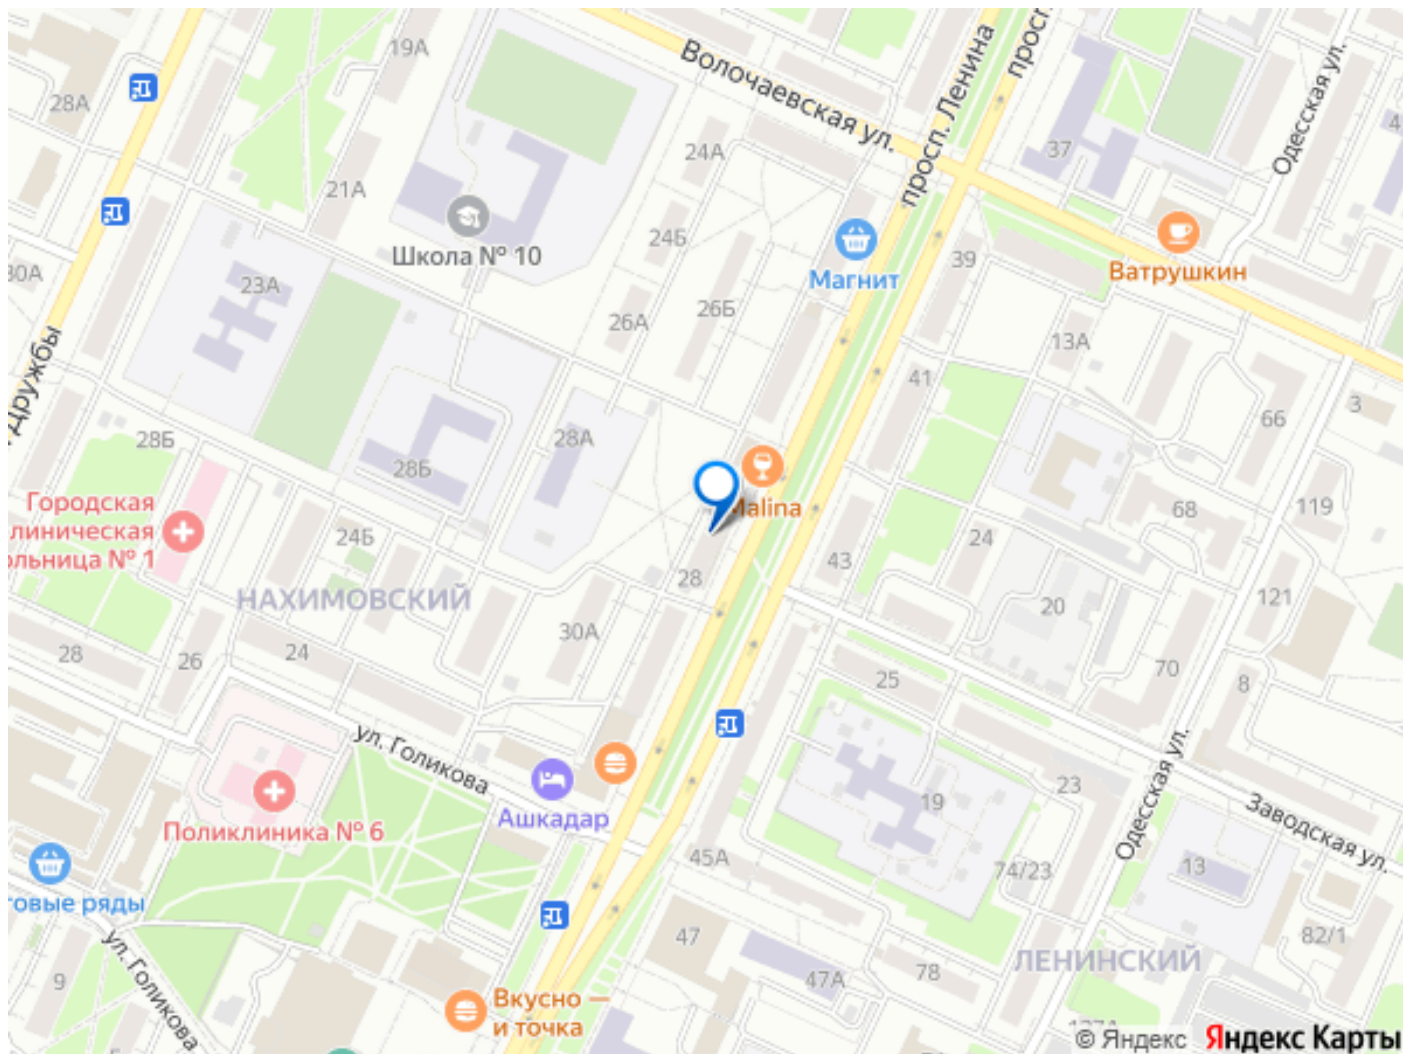 19А
28А
Волочаевская ул.
просп. Ленина
Одесская ул.
37
24А
21А
Школа № 10
24Б
39
Магнит
Ватрушкин
30А
23А
26Б
26А
13А
41
Дружбы
28А
66
3
28Б
28Б
Городская
линическая
ольница № 1
Malina
68
119
24Б
24
43
28
НАХИМОВСКИЙ
20
121
30А
28
26
24
25
70
8
ул. Голикова
23
19
Одесская ул.
Заводская ул.
Ашкадар
Поликлиника № 6
45А
74/23
13
товые ряды
ул. Голикова
47
82/1
ЛЕНИНСКИЙ
9
47А
78
Вкусно —
и точка
© Яндекс Яндекс Карты